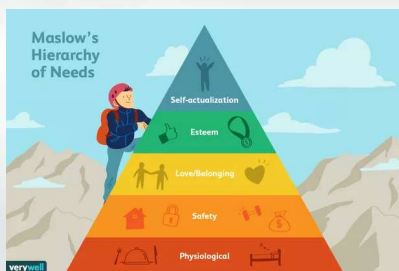 Maslow's
Hierarchy
of Needs
Self-actualization
Esteem
Love/Belonging
Safety
Physiological
verywell